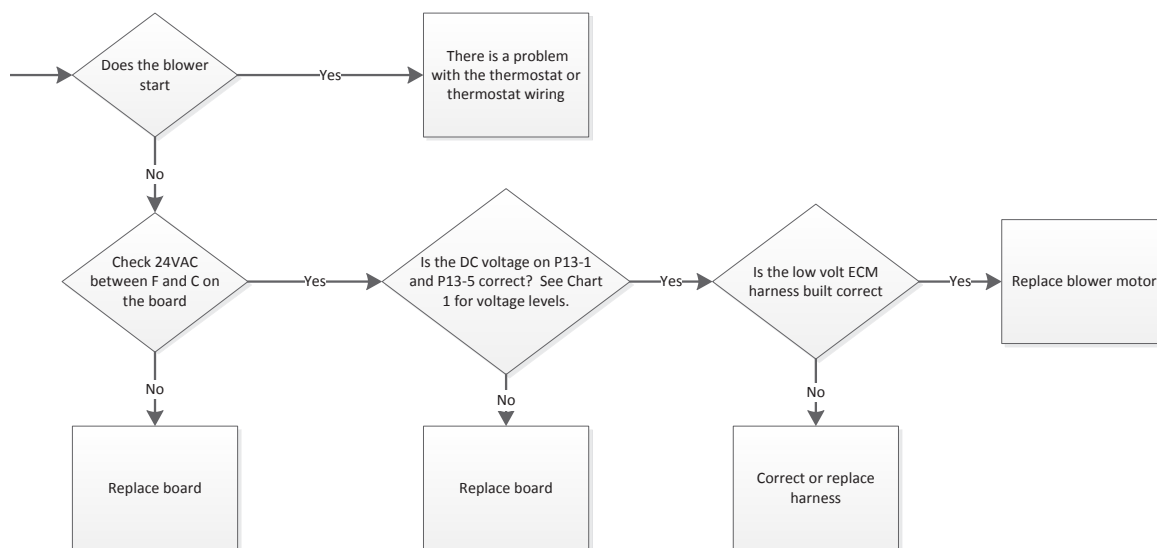 Does the blower
start
Yes
There is a problem
with the thermostat or
thermostat wiring
No
Check 24VAC
between F and C on
the board
Yes
Is the DC voltage on P13-1
and P13-5 correct?  See Chart
1 for voltage levels.
Yes
Is the low volt ECM
harness built correct
Yes
Replace blower motor
No
No
No
Replace board
Replace board
Correct or replace
harness